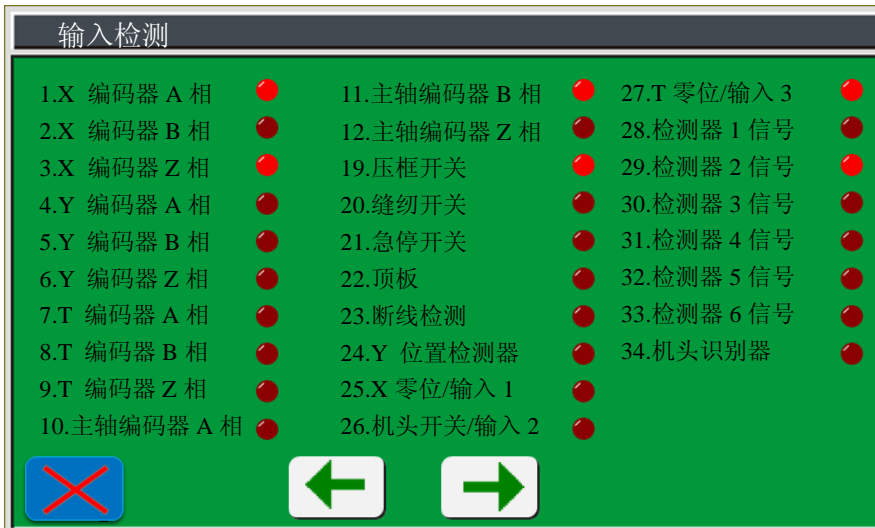 输入检测
1.X 编码器 A 相
2.X 编码器 B 相
3.X 编码器 Z 相
4.Y 编码器 A 相
5.Y 编码器 B 相
6.Y 编码器 Z 相
7.T 编码器 A 相
8.T 编码器 B 相
9.T 编码器 Z 相
10.主轴编码器 A 相
11.主轴编码器 B 相
12.主轴编码器 Z 相
19.压框开关
20.缝纫开关
21.急停开关
22.顶板
23.断线检测
24.Y 位置检测器
25.X 零位/输入 1
26.机头开关/输入 2
27.T 零位/输入 3
28.检测器 1 信号
29.检测器 2 信号
30.检测器 3 信号
31.检测器 4 信号
32.检测器 5 信号
33.检测器 6 信号
34.机头识别器